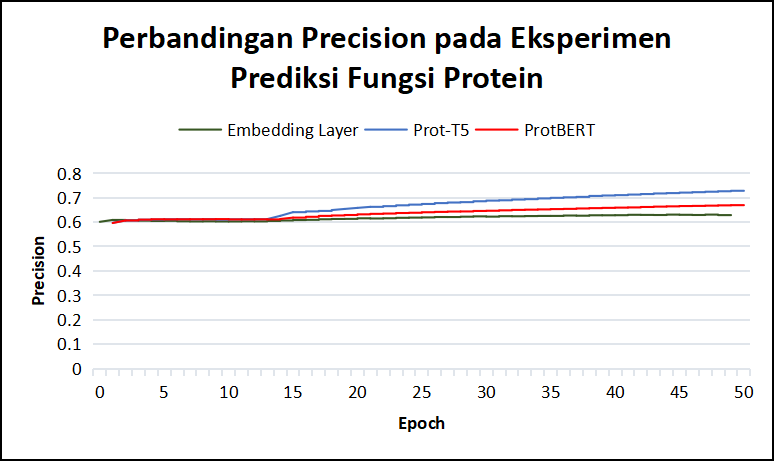 Perbandingan Precision pada Eksperimen
Prediksi Fungsi Protein
Embedding Layer Prot-T5 ProtBERT
0.8
0.7
0.6
0.5
0.4
0.3
0.2
0.1
0
Precision
0 5 10 15 20 25 30 35 40 45 50
Epoch